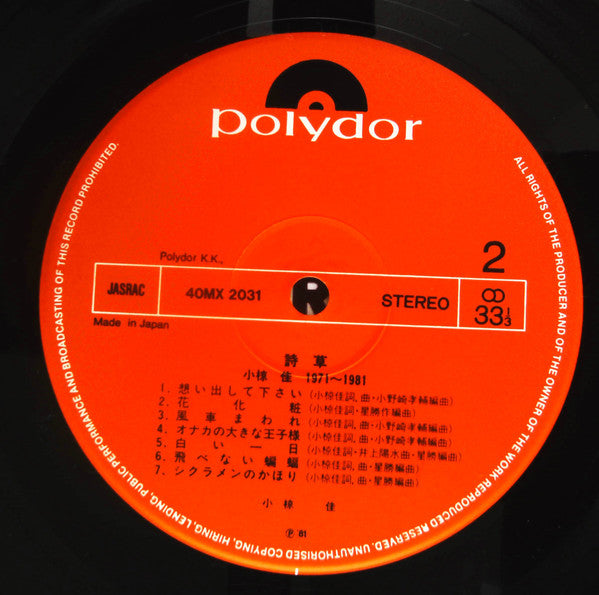 polydor
Polydor K.K.,
2
JASRAC
40MX 2031
STEREO
33 1/3
Made in Japan
詩草
小椋 佳 1971〜1981
1. 想い出して下さい (小椋佳詞, 曲・小野崎孝輔編曲)
2. 花化粧 (小椋佳詞・星勝作編曲)
3. 風車まわれ (小椋佳詞, 曲・小野崎孝輔編曲)
4. オナカの大きな王子様 (小椋佳詞, 曲・小野崎孝輔編曲)
5. 白い一日 (小椋佳詞・井上陽水曲・星勝編曲)
6. 飛べない蝙蝠 (小椋佳詞, 曲・星勝編曲)
7. シクラメンのかほり (小椋佳詞, 曲・星勝編曲)
小椋 佳
Ⓟ 81
ALL RIGHTS OF THE PRODUCER AND OF THE OWNER OF THE WORK REPRODUCED RESERVED. UNAUTHORISED COPYING, HIRING, LENDING, PUBLIC PERFORMANCE AND BROADCASTING OF THIS RECORD PROHIBITED.